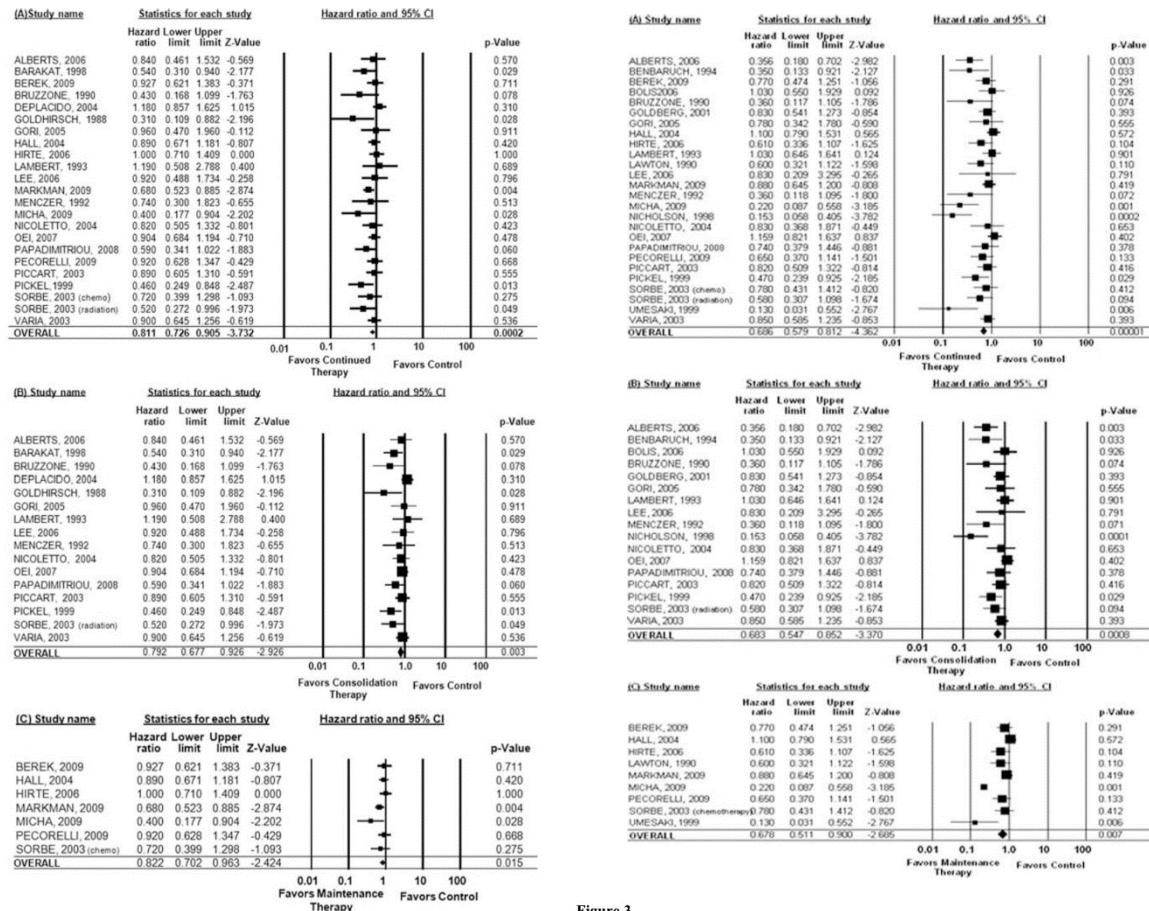 (A)Study name Statistics for each study Hazard ratio and 95% CI
Hazard ratio Lower limit Upper limit Z-Value p-Value
ALBERTS, 2006 0.840 0.461 1.532 -0.569 0.570
BARAKAT, 1998 0.540 0.310 0.940 -2.177 0.029
BEREK, 2009 0.927 0.621 1.383 -0.371 0.711
BRUZZONE, 1990 0.430 0.168 1.099 -1.763 0.078
DEPLACIDO, 2004 1.180 0.857 1.625 1.015 0.310
GOLDHIRSCH, 1988 0.310 0.109 0.882 -2.196 0.028
GORI, 2005 0.960 0.470 1.960 -0.112 0.911
HALL, 2004 0.890 0.671 1.181 -0.807 0.420
HIRTE, 2006 1.000 0.710 1.409 0.000 1.000
LAMBERT, 1993 1.190 0.508 2.788 0.400 0.689
LEE, 2006 0.920 0.488 1.734 -0.258 0.796
MARKMAN, 2009 0.680 0.523 0.885 -2.874 0.004
MENCZER, 1992 0.740 0.300 1.823 -0.655 0.513
MICHA, 2009 0.400 0.177 0.904 -2.202 0.028
NICOLETTO, 2004 0.820 0.505 1.332 -0.801 0.423
OEI, 2007 0.904 0.684 1.194 -0.710 0.478
PAPADIMITRIOU, 2008 0.590 0.341 1.022 -1.883 0.060
PECORELLI, 2009 0.920 0.628 1.347 -0.429 0.668
PICCART, 2003 0.890 0.605 1.310 -0.591 0.555
PICKEL, 1999 0.460 0.249 0.848 -2.487 0.013
SORBE, 2003 (chemo) 0.720 0.399 1.298 -1.093 0.275
SORBE, 2003 (radiation) 0.520 0.272 0.996 -1.973 0.049
VARIA, 2003 0.900 0.645 1.256 -0.619 0.536
OVERALL 0.811 0.726 0.905 -3.732 0.0002
0.01 0.1 1 10 100
Favors Continued Therapy Favors Control
(B) Study name Statistics for each study Hazard ratio and 95% CI
Hazard ratio Lower limit Upper limit Z-Value p-Value
ALBERTS, 2006 0.840 0.461 1.532 -0.569 0.570
BARAKAT, 1998 0.540 0.310 0.940 -2.177 0.029
BRUZZONE, 1990 0.430 0.168 1.099 -1.763 0.078
DEPLACIDO, 2004 1.180 0.857 1.625 1.015 0.310
GOLDHIRSCH, 1988 0.310 0.109 0.882 -2.196 0.028
GORI, 2005 0.960 0.470 1.960 -0.112 0.911
LAMBERT, 1993 1.190 0.508 2.788 0.400 0.689
LEE, 2006 0.920 0.488 1.734 -0.258 0.796
MENCZER, 1992 0.740 0.300 1.823 -0.655 0.513
NICOLETTO, 2004 0.820 0.505 1.332 -0.801 0.423
OEI, 2007 0.904 0.684 1.194 -0.710 0.478
PAPADIMITRIOU, 2008 0.590 0.341 1.022 -1.883 0.060
PICCART, 2003 0.890 0.605 1.310 -0.591 0.555
PICKEL, 1999 0.460 0.249 0.848 -2.487 0.013
SORBE, 2003 (radiation) 0.520 0.272 0.996 -1.973 0.049
VARIA, 2003 0.900 0.645 1.256 -0.619 0.536
OVERALL 0.792 0.677 0.926 -2.926 0.003
0.01 0.1 1.0 10 100
Favors Consolidation Therapy Favors Control
(C) Study name Statistics for each study Hazard ratio and 95% CI
Hazard ratio Lower limit Upper limit Z-Value p-Value
BEREK, 2009 0.927 0.621 1.383 -0.371 0.711
HALL, 2004 0.890 0.671 1.181 -0.807 0.420
HIRTE, 2006 1.000 0.710 1.409 0.000 1.000
MARKMAN, 2009 0.680 0.523 0.885 -2.874 0.004
MICHA, 2009 0.400 0.177 0.904 -2.202 0.028
PECORELLI, 2009 0.920 0.628 1.347 -0.429 0.668
SORBE, 2003 (chemo) 0.720 0.399 1.298 -1.093 0.275
OVERALL 0.822 0.702 0.963 -2.424 0.015
0.01 0.1 1.0 10 100
Favors Maintenance Therapy Favors Control
(A) Study name Statistics for each study Hazard ratio and 95% CI
Hazard ratio Lower limit Upper limit Z-Value p-Value
ALBERTS, 2006 0.356 0.180 0.702 -2.982 0.003
BENBARUCH, 1994 0.350 0.133 0.921 -2.127 0.033
BEREK, 2009 0.770 0.474 1.251 -1.056 0.291
BOLIS2006 1.030 0.550 1.929 0.092 0.926
BRUZZONE, 1990 0.360 0.117 1.105 -1.786 0.074
GOLDBERG, 2001 0.830 0.541 1.273 -0.854 0.393
GORI, 2005 0.780 0.342 1.780 -0.590 0.555
HALL, 2004 1.100 0.790 1.531 0.565 0.572
HIRTE, 2006 0.610 0.336 1.107 -1.625 0.104
LAMBERT, 1993 1.030 0.646 1.641 0.124 0.901
LAWTON, 1990 0.600 0.321 1.122 -1.598 0.110
LEE, 2006 0.830 0.208 3.295 -0.265 0.791
MARKMAN, 2009 0.880 0.645 1.200 -0.808 0.419
MENCZER, 1992 0.360 0.118 1.095 -1.800 0.072
MICHA, 2009 0.220 0.087 0.558 -3.185 0.001
NICHOLSON, 1998 0.153 0.058 0.405 -3.782 0.0002
NICOLETTO, 2004 0.830 0.368 1.871 -0.449 0.653
OEI, 2007 1.159 0.821 1.637 0.837 0.402
PAPADIMITRIOU, 2008 0.740 0.379 1.446 -0.881 0.378
PECORELLI, 2009 0.650 0.370 1.141 -1.501 0.133
PICCART, 2003 0.820 0.509 1.322 -0.814 0.416
PICKEL, 1999 0.470 0.239 0.925 -2.185 0.029
SORBE, 2003 (chemo) 0.780 0.431 1.412 -0.820 0.412
SORBE, 2003 (radiation) 0.580 0.307 1.098 -1.674 0.094
UMESAKI, 1999 0.130 0.031 0.552 -2.767 0.006
VARIA, 2003 0.850 0.585 1.235 -0.853 0.393
OVERALL 0.686 0.579 0.812 -4.362 0.00001
0.01 0.1 1.0 10 100
Favors Continued Therapy Favors Control
(B) Study name Statistics for each study Hazard ratio and 95% CI
Hazard ratio Lower limit Upper limit Z-Value p-Value
ALBERTS, 2006 0.356 0.180 0.702 -2.982 0.003
BENBARUCH, 1994 0.350 0.133 0.921 -2.127 0.033
BOLIS, 2006 1.030 0.550 1.929 0.092 0.926
BRUZZONE, 1990 0.360 0.117 1.105 -1.786 0.074
GOLDBERG, 2001 0.830 0.541 1.273 -0.854 0.393
GORI, 2005 0.780 0.342 1.780 -0.590 0.555
LAMBERT, 1993 1.030 0.646 1.641 0.124 0.901
LEE, 2006 0.830 0.209 3.295 -0.265 0.791
MENCZER, 1992 0.360 0.118 1.095 -1.800 0.071
NICHOLSON, 1998 0.153 0.058 0.405 -3.782 0.0001
NICOLETTO, 2004 0.830 0.368 1.871 -0.449 0.653
OEI, 2007 1.159 0.821 1.637 0.837 0.402
PAPADIMITRIOU, 2008 0.740 0.379 1.446 -0.881 0.378
PICCART, 2003 0.820 0.509 1.322 -0.814 0.416
PICKEL, 1999 0.470 0.239 0.925 -2.185 0.029
SORBE, 2003 (radiation) 0.580 0.307 1.098 -1.674 0.094
VARIA, 2003 0.850 0.585 1.235 -0.853 0.393
OVERALL 0.683 0.547 0.852 -3.370 0.0008
0.01 0.1 1.0 10 100
Favors Consolidation Therapy Favors Control
(C) Study name Statistics for each study Hazard ratio and 95% CI
Hazard ratio Lower limit Upper limit Z-Value p-Value
BEREK, 2009 0.770 0.474 1.251 -1.056 0.291
HALL, 2004 1.100 0.790 1.531 0.565 0.572
HIRTE, 2006 0.610 0.336 1.107 -1.625 0.104
LAWTON, 1990 0.600 0.321 1.122 -1.598 0.110
MARKMAN, 2009 0.880 0.645 1.200 -0.808 0.419
MICHA, 2009 0.220 0.087 0.558 -3.185 0.001
PECORELLI, 2009 0.650 0.370 1.141 -1.501 0.133
SORBE, 2003 (chemotherapy) 0.780 0.431 1.412 -0.820 0.412
UMESAKI, 1999 0.130 0.031 0.552 -2.767 0.006
OVERALL 0.678 0.511 0.900 -2.685 0.007
0.01 0.1 1.0 10 100
Favors Maintenance Therapy Favors Control